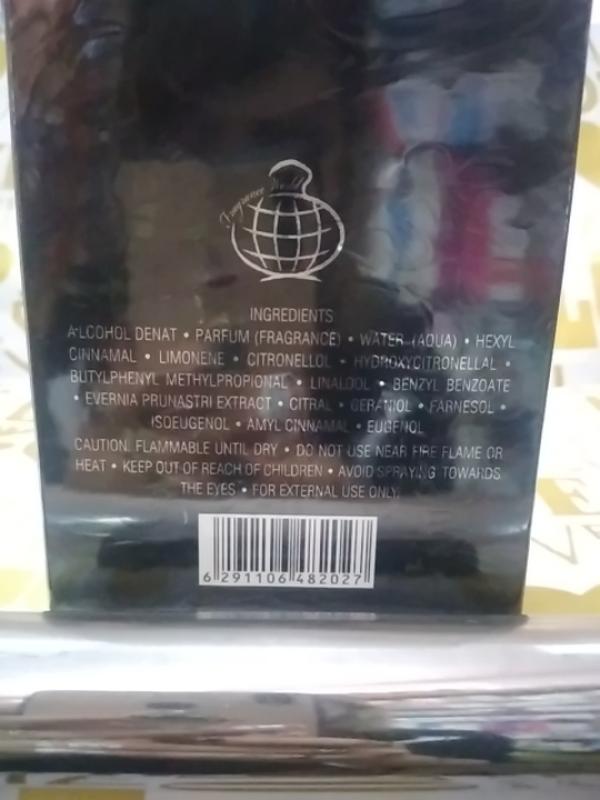 Fragrance World
INGREDIENTS
ALCOHOL DENAT • PARFUM (FRAGRANCE) • WATER (AQUA) • HEXYL
CINNAMAL • LIMONENE • CITRONELLOL • HYDROXYCITRONELLAL •
BUTYLPHENYL METHYLPROPIONAL • LINALOOL • BENZYL BENZOATE
• EVERNIA PRUNASTRI EXTRACT • CITRAL • GERANIOL • FARNESOL •
ISOEUGENOL • AMYL CINNAMAL • EUGENOL
CAUTION. FLAMMABLE UNTIL DRY • DO NOT USE NEAR FIRE FLAME OR
HEAT • KEEP OUT OF REACH OF CHILDREN • AVOID SPRAYING TOWARDS
THE EYES • FOR EXTERNAL USE ONLY.
6 291106 482027